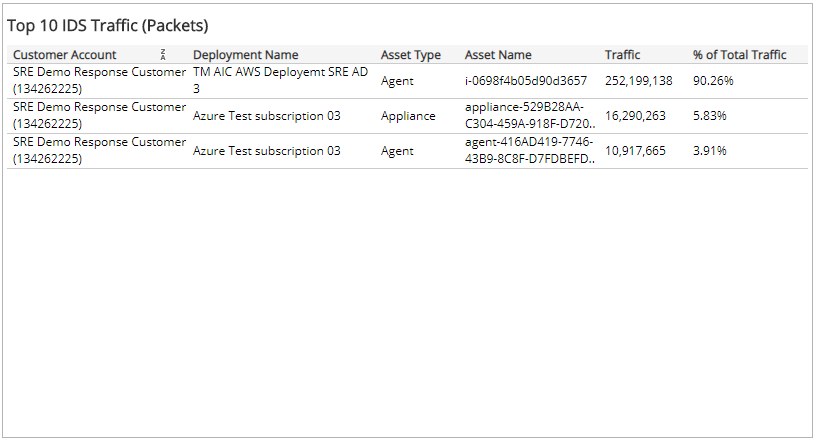 Top 10 IDS Traffic (Packets)
Customer Account Z A Deployment Name Asset Type Asset Name Traffic % of Total Traffic
SRE Demo Response Customer (134262225) TM AIC AWS Deployemt SRE AD 3 Agent i-0698f4b05d90d3657 252,199,138 90.26%
SRE Demo Response Customer (134262225) Azure Test subscription 03 Appliance appliance-529B28AA-C304-459A-918F-D720.. 16,290,263 5.83%
SRE Demo Response Customer (134262225) Azure Test subscription 03 Agent agent-416AD419-7746-43B9-8C8F-D7FDBEFD.. 10,917,665 3.91%